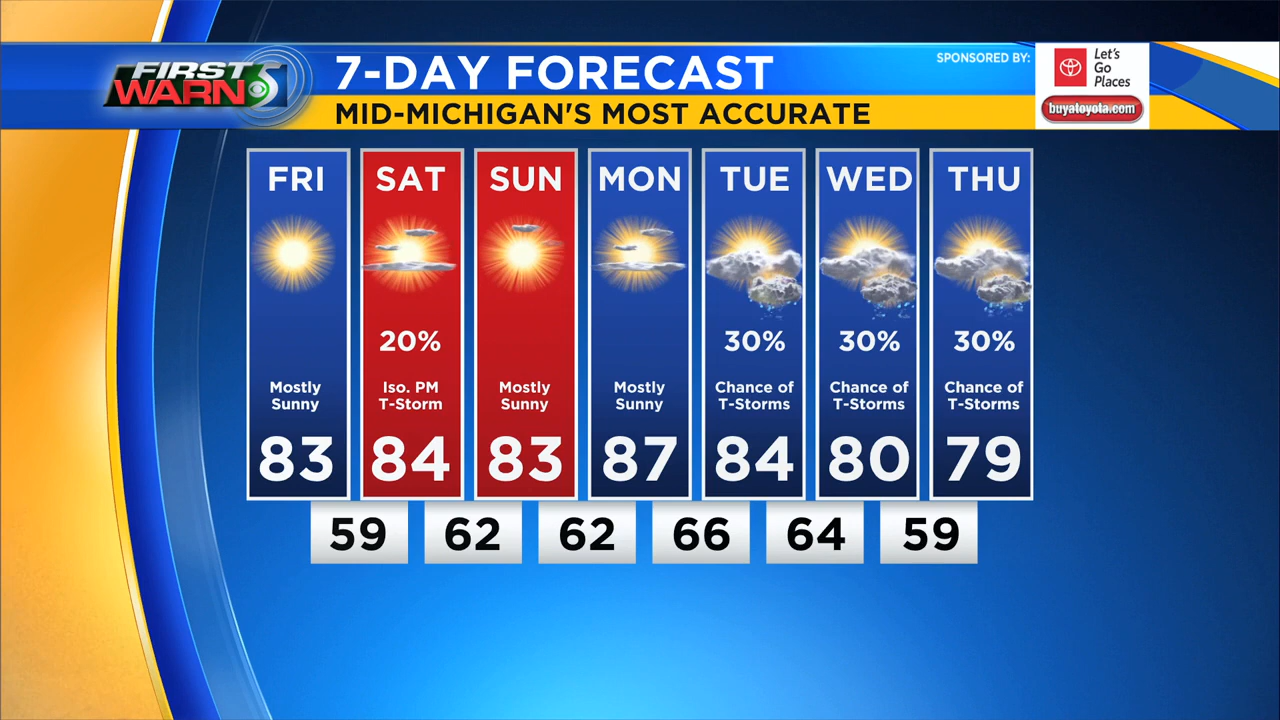 FIRST
WARN 5
7-DAY FORECAST
MID-MICHIGAN'S MOST ACCURATE
SPONSORED BY:
Let's
Go
Places
buyatoyota.com
FRI SAT SUN MON TUE WED THU
20% 30% 30% 30%
Mostly Iso. PM Mostly Mostly Chance of Chance of Chance of
Sunny T-Storm Sunny Sunny T-Storms T-Storms T-Storms
83 84 83 87 84 80 79
59 62 62 66 64 59